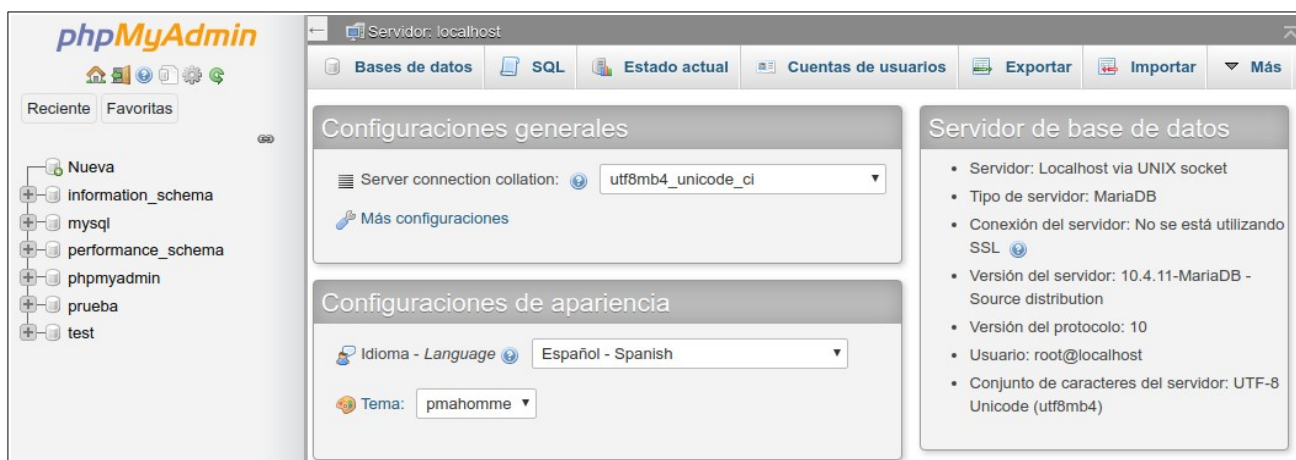 phpMyAdmin
Reciente Favoritas
Nueva
information_schema
mysql
performance_schema
phpmyadmin
prueba
test
Servidor: localhost
Bases de datos SQL Estado actual Cuentas de usuarios Exportar Importar Más
Configuraciones generales
Server connection collation: utf8mb4_unicode_ci
Más configuraciones
Configuraciones de apariencia
Idioma - Language Español - Spanish
Tema: pmahomme
Servidor de base de datos
Servidor: Localhost via UNIX socket
Tipo de servidor: MariaDB
Conexión del servidor: No se está utilizando
SSL
Versión del servidor: 10.4.11-MariaDB -
Source distribution
Versión del protocolo: 10
Usuario: root@localhost
Conjunto de caracteres del servidor: UTF-8
Unicode (utf8mb4)